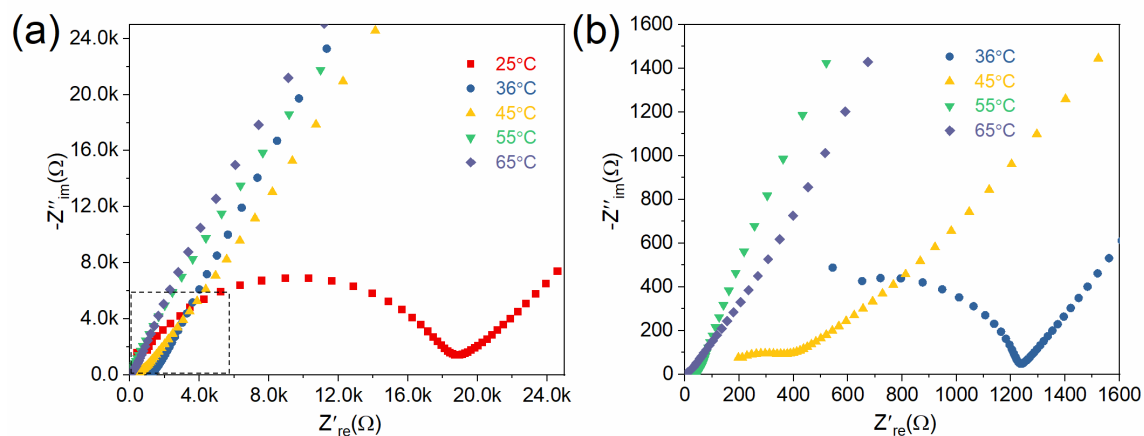 (a)
24.0k
20.0k
16.0k
12.0k
8.0k
4.0k
0.0
-Z″im(Ω)
25°C
36°C
45°C
55°C
65°C
0.0 4.0k 8.0k 12.0k 16.0k 20.0k 24.0k
Z′re(Ω)
(b)
1600
1400
1200
1000
800
600
400
200
0
-Z″im(Ω)
36°C
45°C
55°C
65°C
0 200 400 600 800 1000 1200 1400 1600
Z′re(Ω)